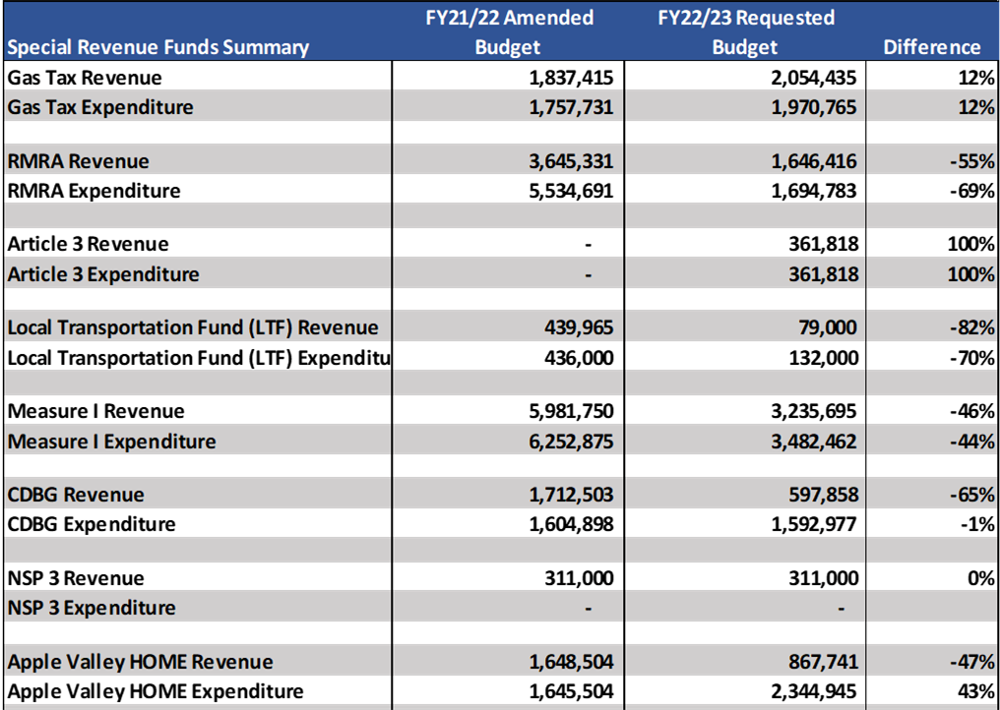 FY21/22 Amended FY22/23 Requested
Special Revenue Funds Summary Budget Budget Difference
Gas Tax Revenue 1,837,415 2,054,435 12%
Gas Tax Expenditure 1,757,731 1,970,765 12%
RMRA Revenue 3,645,331 1,646,416 -55%
RMRA Expenditure 5,534,691 1,694,783 -69%
Article 3 Revenue - 361,818 100%
Article 3 Expenditure - 361,818 100%
Local Transportation Fund (LTF) Revenue 439,965 79,000 -82%
Local Transportation Fund (LTF) Expenditu 436,000 132,000 -70%
Measure I Revenue 5,981,750 3,235,695 -46%
Measure I Expenditure 6,252,875 3,482,462 -44%
CDBG Revenue 1,712,503 597,858 -65%
CDBG Expenditure 1,604,898 1,592,977 -1%
NSP 3 Revenue 311,000 311,000 0%
NSP 3 Expenditure - -
Apple Valley HOME Revenue 1,648,504 867,741 -47%
Apple Valley HOME Expenditure 1,645,504 2,344,945 43%